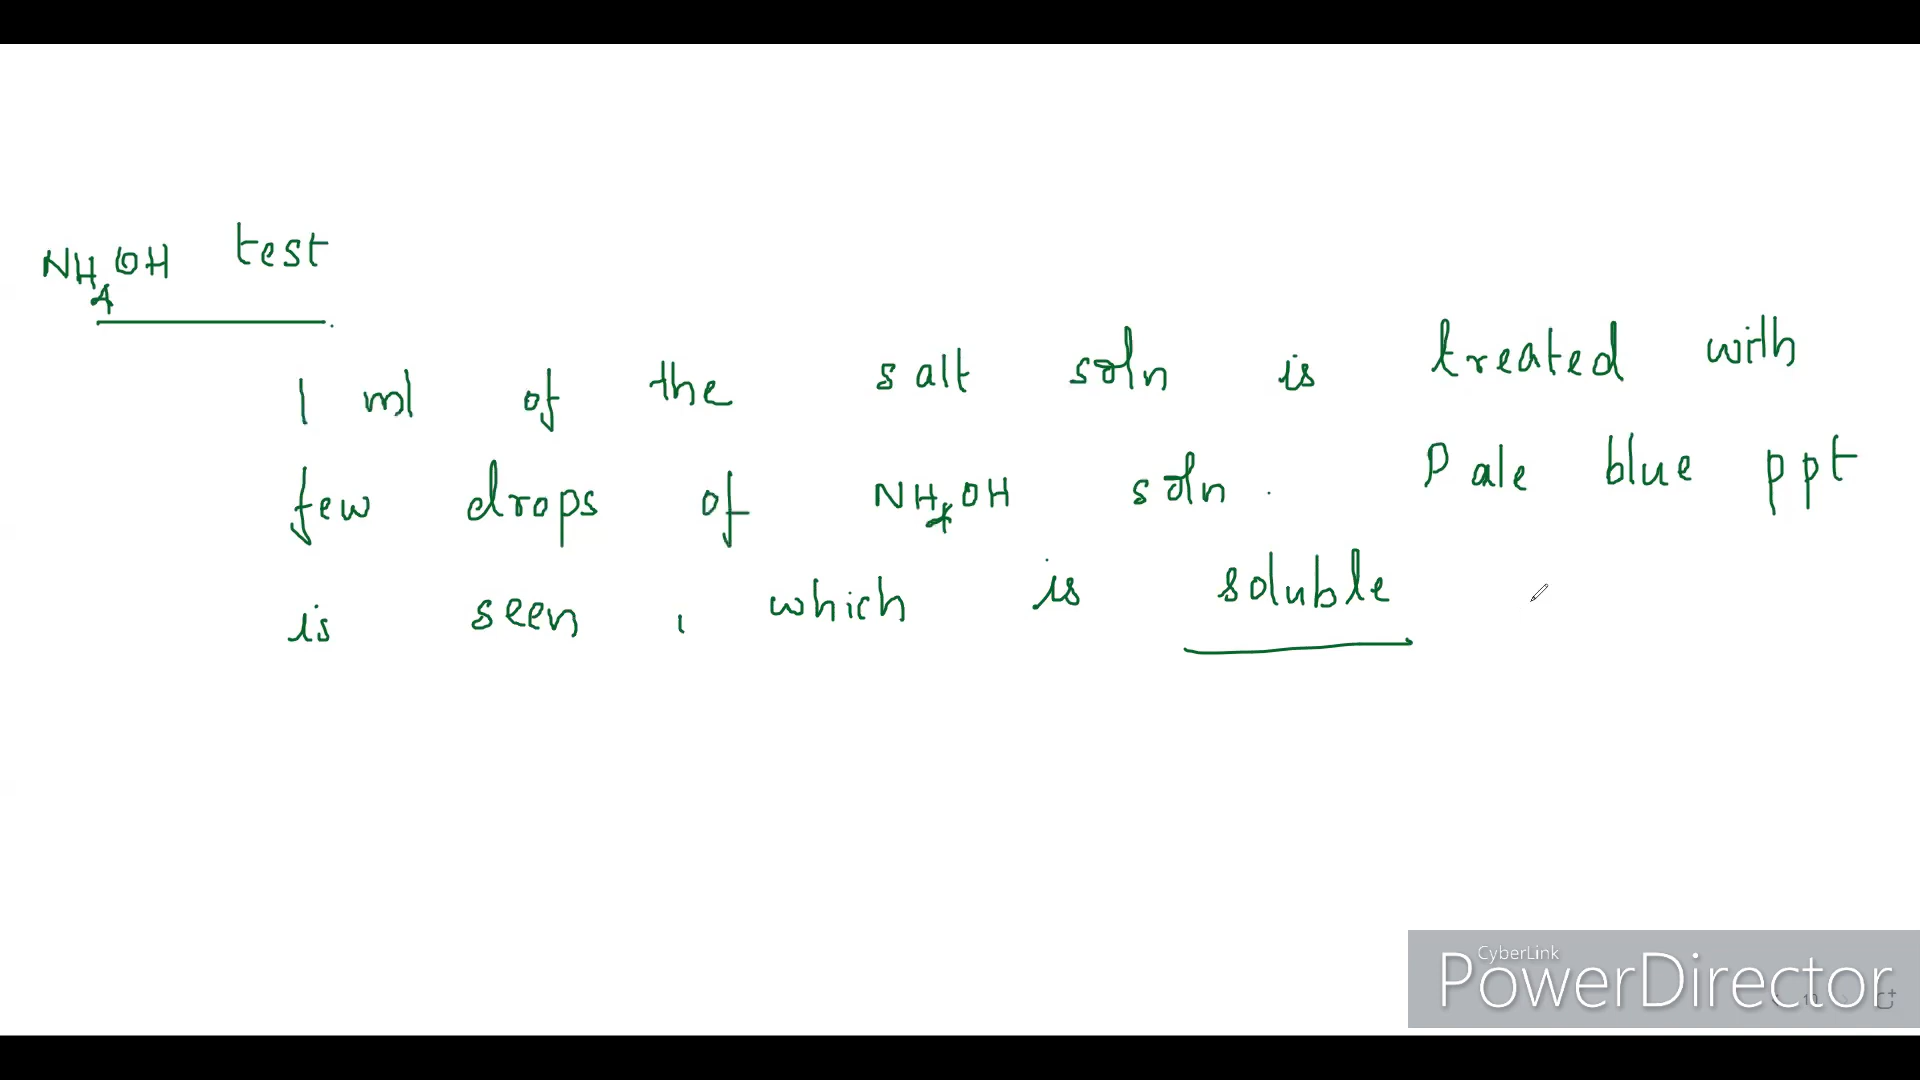 NH4OH test
1 ml of the salt soln is treated with
few drops of NH4OH soln. Pale blue ppt
is seen, which is soluble
CyberLink
PowerDirector